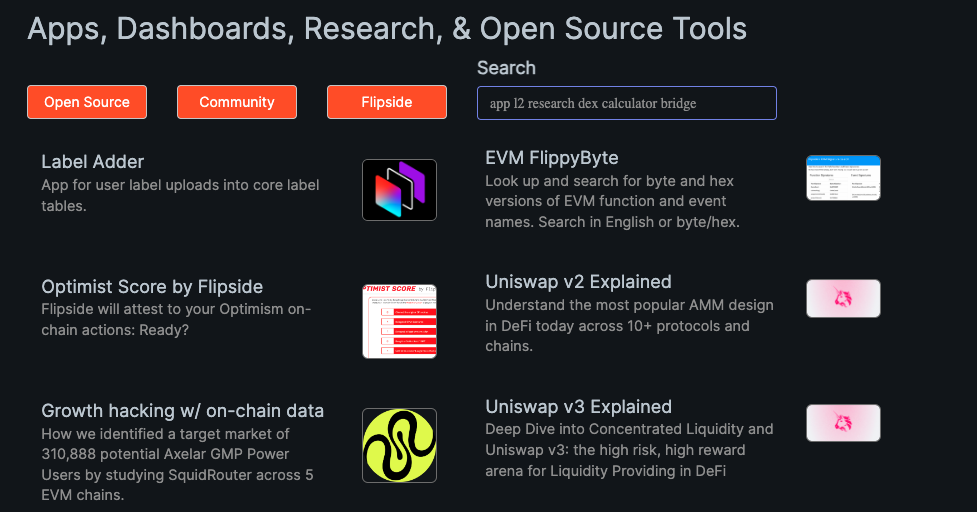 Apps, Dashboards, Research, & Open Source Tools
Search
Open Source
Community
Flipside
app l2 research dex calculator bridge
Label Adder
App for user label uploads into core label
tables.
EVM FlippyByte
Look up and search for byte and hex
versions of EVM function and event
names. Search in English or byte/hex.
Optimist Score by Flipside
Flipside will attest to your Optimism on-
chain actions: Ready?
Uniswap v2 Explained
Understand the most popular AMM design
in DeFi today across 10+ protocols and
chains.
Growth hacking w/ on-chain data
How we identified a target market of
310,888 potential Axelar GMP Power
Users by studying SquidRouter across 5
EVM chains.
Uniswap v3 Explained
Deep Dive into Concentrated Liquidity and
Uniswap v3: the high risk, high reward
arena for Liquidity Providing in DeFi